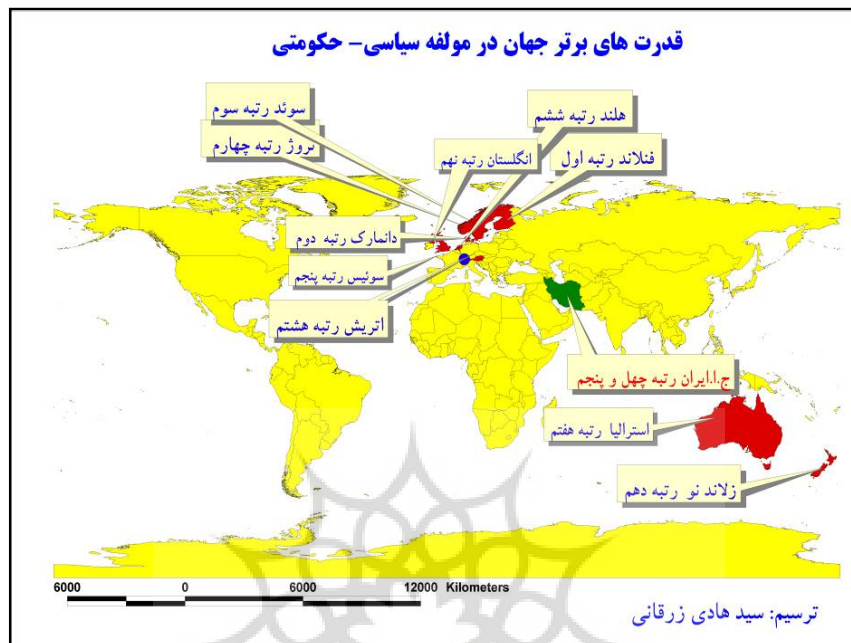 قدرت های برتر جهان در مولفه سیاسی- حکومتی
سوئد رتبه سوم
هلند رتبه ششم
نروژ رتبه چهارم
انگلستان رتبه نهم
فنلاند رتبه اول
دانمارک رتبه دوم
سوئیس رتبه پنجم
اتریش رتبه هشتم
ج.ا.ایران رتبه چهل و پنجم
استرالیا رتبه هفتم
زلاند نو رتبه دهم
6000 0 6000 12000 Kilometers
ترسیم: سید هادی زرقانی